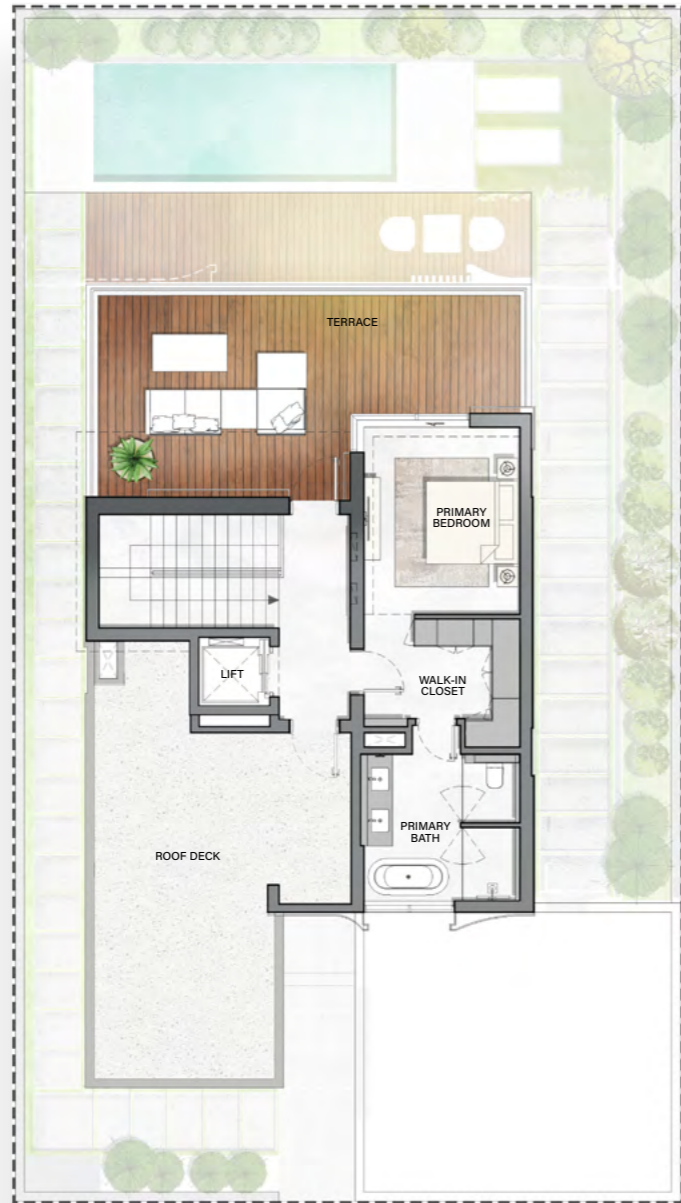 TERRACE
PRIMARY
BEDROOM
LIFT
WALK-IN
CLOSET
PRIMARY
BATH
ROOF DECK